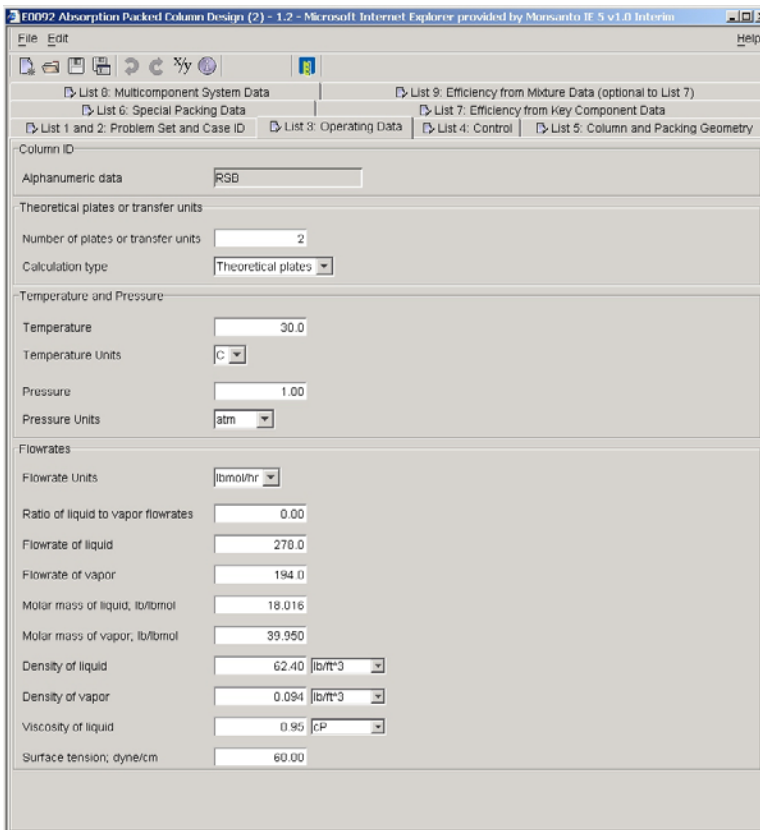 E0092 Absorption Packed Column Design (2) - 1.2 - Microsoft Internet Explorer provided by Monsanto IE 5 v1.0 Interim
File Edit Help
X/y
List 8: Multicomponent System Data List 9: Efficiency from Mixture Data (optional to List 7)
List 6: Special Packing Data List 7: Efficiency from Key Component Data
List 1 and 2: Problem Set and Case ID List 3: Operating Data List 4: Control List 5: Column and Packing Geometry
Column ID
Alphanumeric data RSB
Theoretical plates or transfer units
Number of plates or transfer units 2
Calculation type Theoretical plates
Temperature and Pressure
Temperature 30.0
Temperature Units C
Pressure 1.00
Pressure Units atm
Flowrates
Flowrate Units lbmol/hr
Ratio of liquid to vapor flowrates 0.00
Flowrate of liquid 278.0
Flowrate of vapor 194.0
Molar mass of liquid; lb/lbmol 18.016
Molar mass of vapor; lb/lbmol 39.950
Density of liquid 62.40 lb/ft^3
Density of vapor 0.094 lb/ft^3
Viscosity of liquid 0.95 cP
Surface tension; dyne/cm 60.00